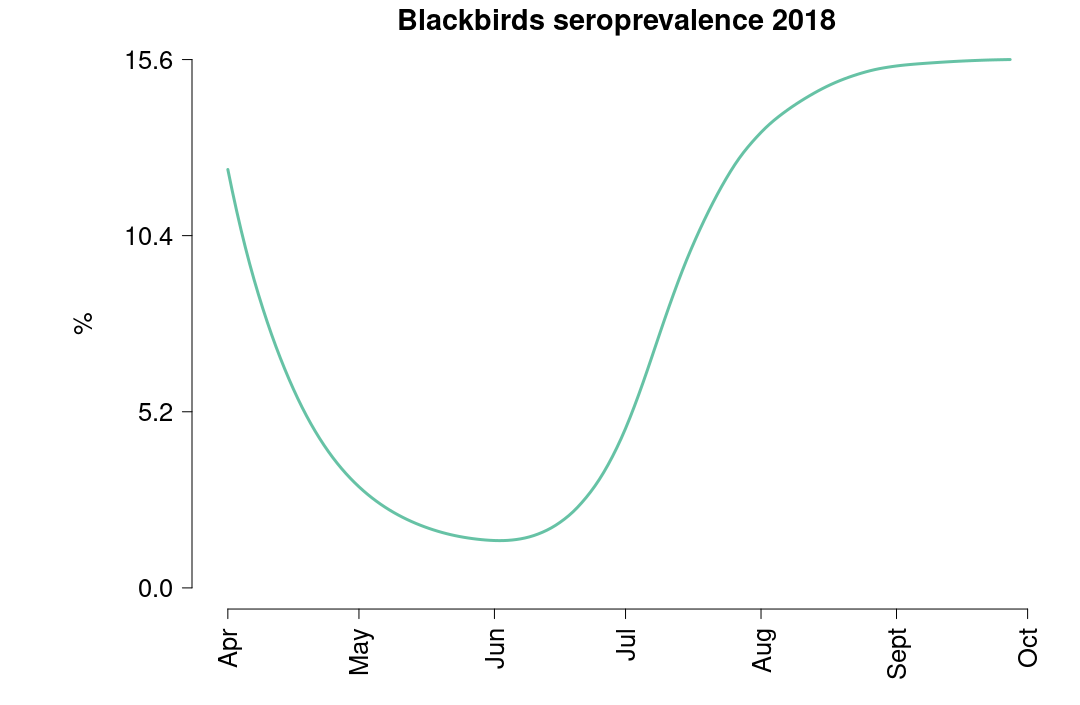 Blackbirds seroprevalence 2018
15.6
10.4
5.2
0.0
%
Apr
May
Jun
Jul
Aug
Sept
Oct